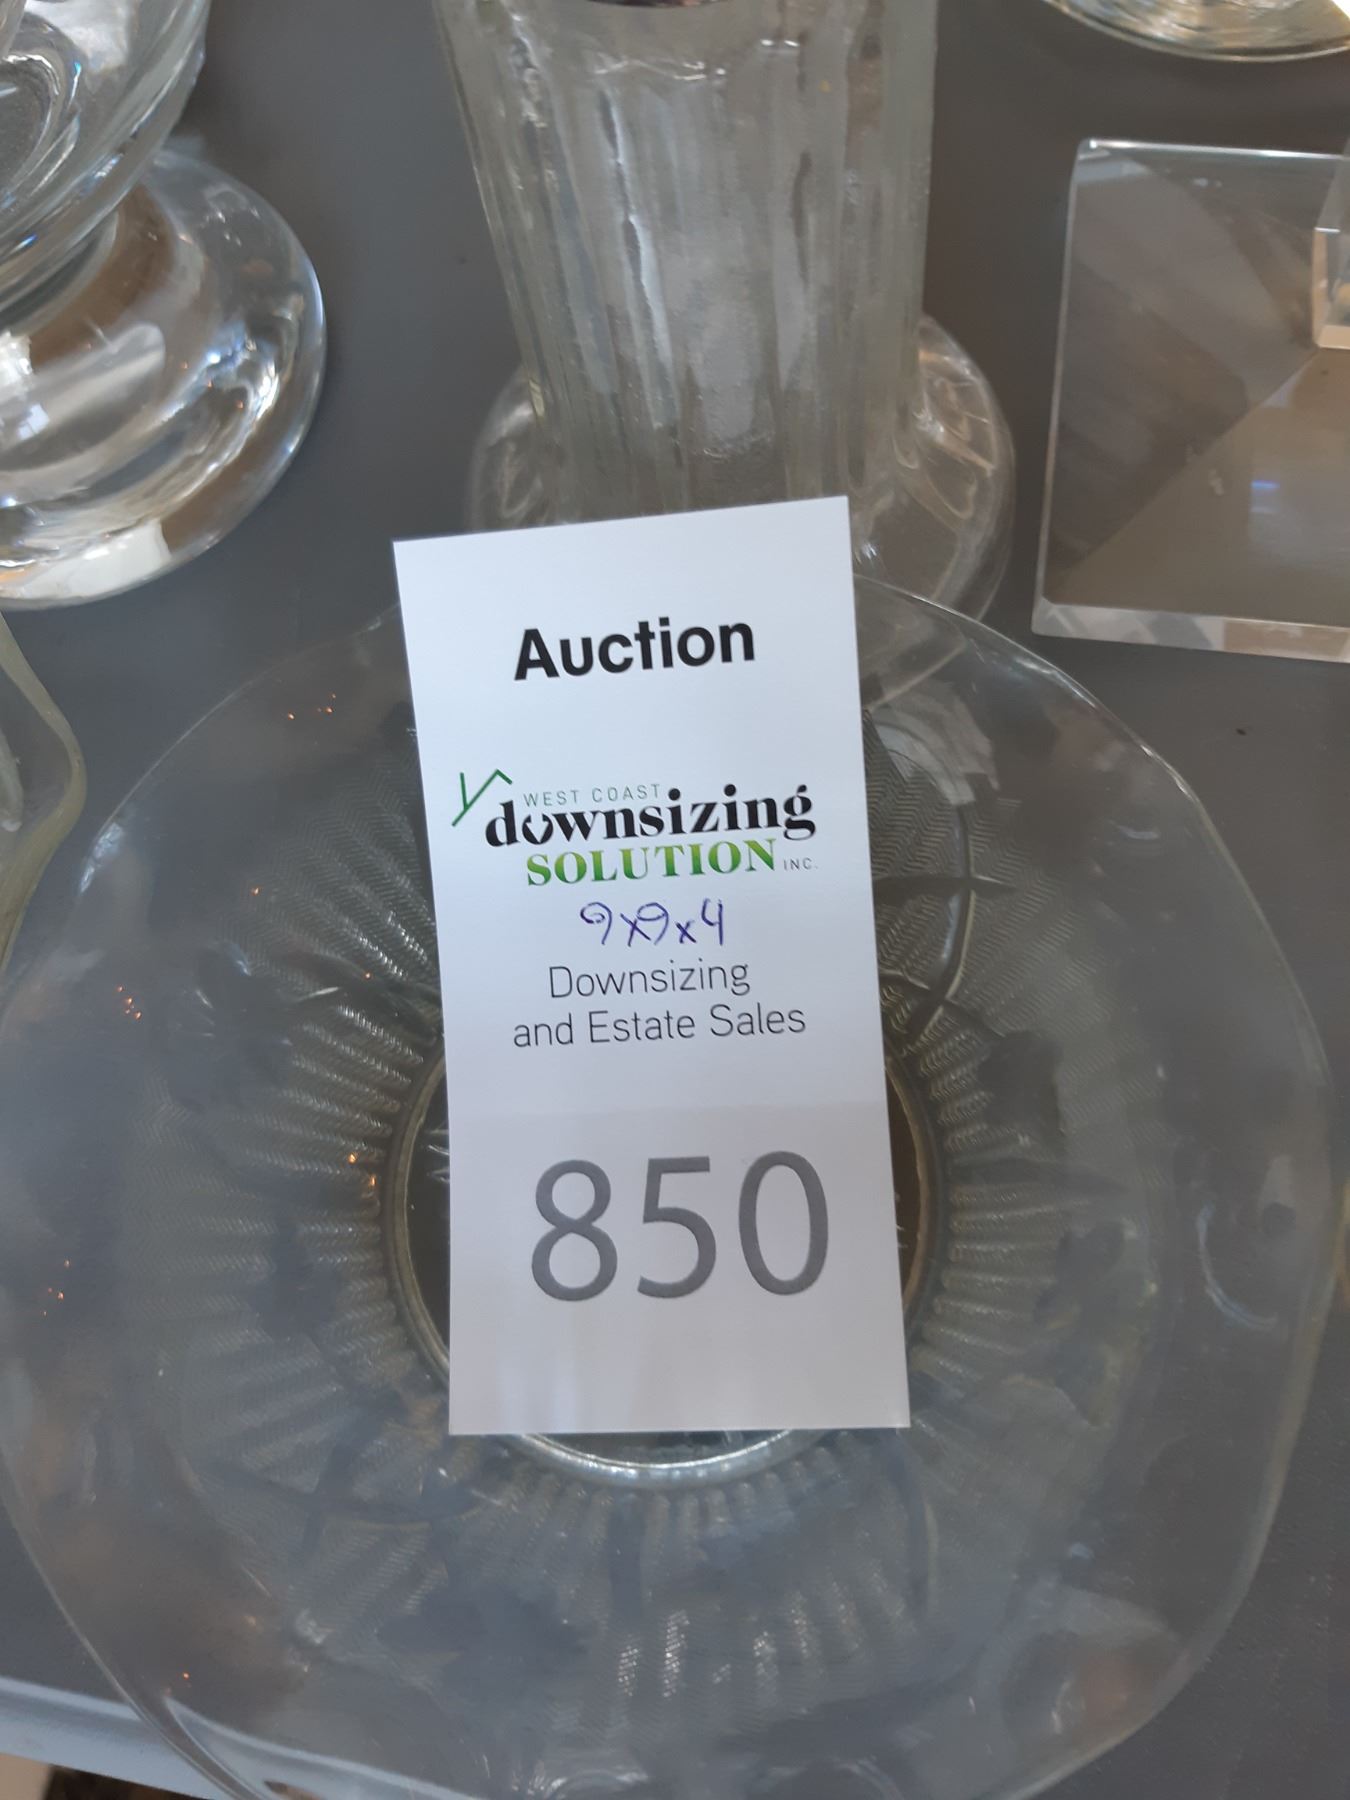 Auction
WEST COAST
downsizing
SOLUTION INC.
9x9x4
Downsizing
and Estate Sales
850